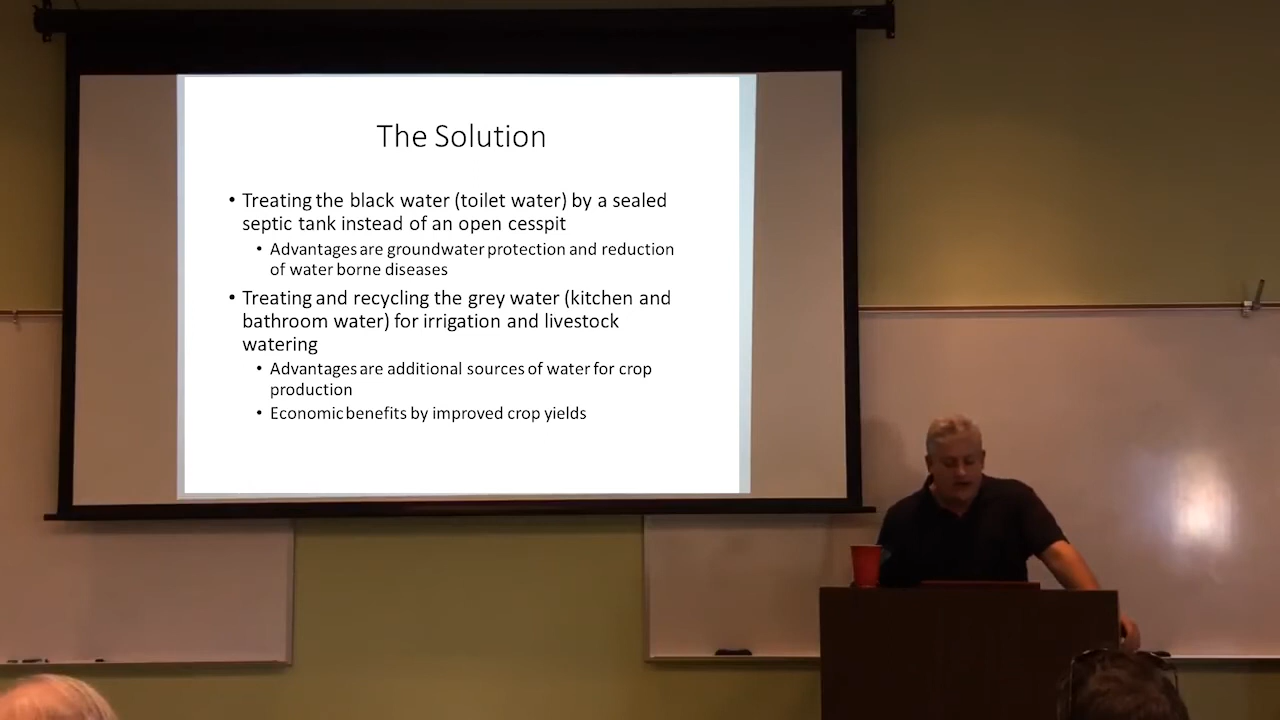 The Solution
• Treating the black water (toilet water) by a sealed
septic tank instead of an open cesspit
• Advantages are groundwater protection and reduction
of water borne diseases
• Treating and recycling the grey water (kitchen and
bathroom water) for irrigation and livestock
watering
• Advantages are additional sources of water for crop
production
• Economic benefits by improved crop yields